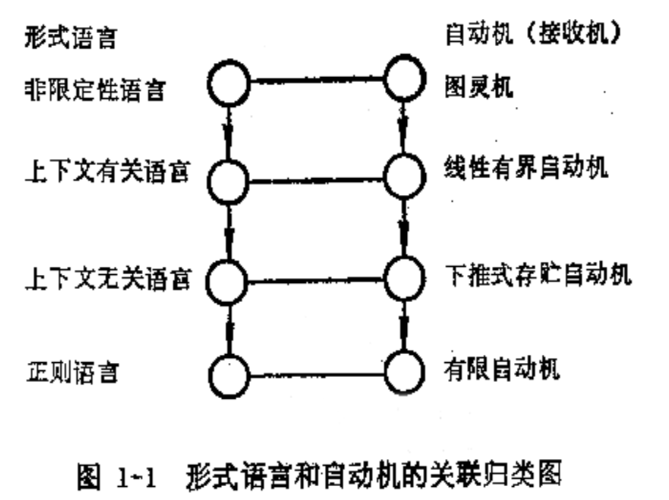 形式语言
自动机（接收机）
非限定性语言
图灵机
上下文有关语言
线性有界自动机
上下文无关语言
下推式存贮自动机
正则语言
有限自动机
图 1-1 形式语言和自动机的关联归类图